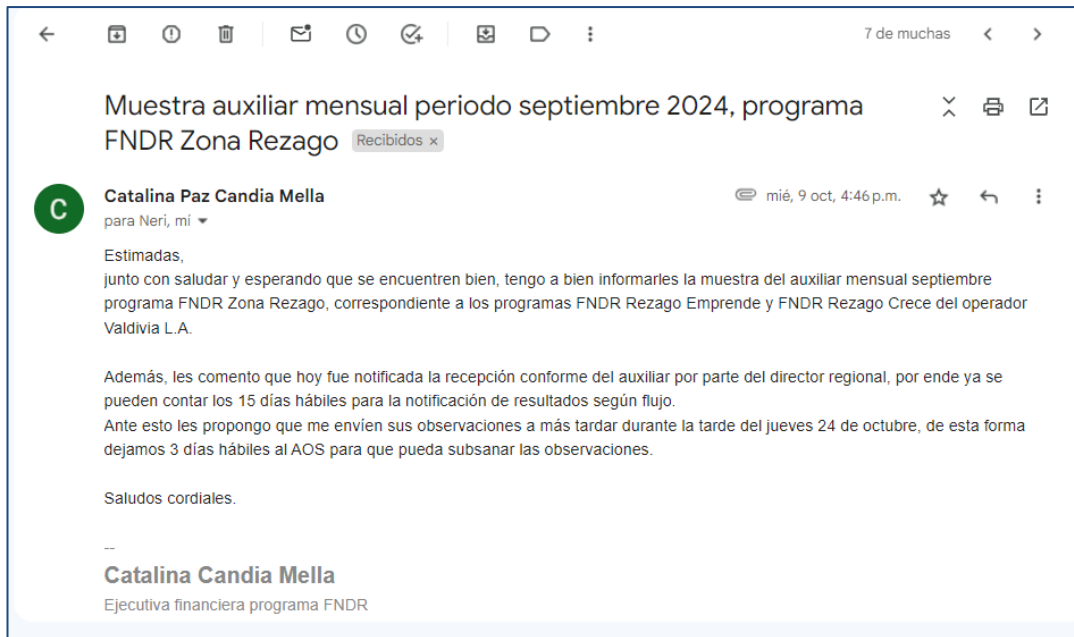 7 de muchas
Muestra auxiliar mensual periodo septiembre 2024, programa
FNDR Zona Rezago Recibidos x
C
Catalina Paz Candia Mella
mié, 9 oct, 4:46 p.m.
para Neri, mí
Estimadas,
junto con saludar y esperando que se encuentren bien, tengo a bien informarles la muestra del auxiliar mensual septiembre
programa FNDR Zona Rezago, correspondiente a los programas FNDR Rezago Emprende y FNDR Rezago Crece del operador
Valdivia L.A.
Además, les comento que hoy fue notificada la recepción conforme del auxiliar por parte del director regional, por ende ya se
pueden contar los 15 días hábiles para la notificación de resultados según flujo.
Ante esto les propongo que me envíen sus observaciones a más tardar durante la tarde del jueves 24 de octubre, de esta forma
dejamos 3 días hábiles al AOS para que pueda subsanar las observaciones.
Saludos cordiales.
--
Catalina Candia Mella
Ejecutiva financiera programa FNDR